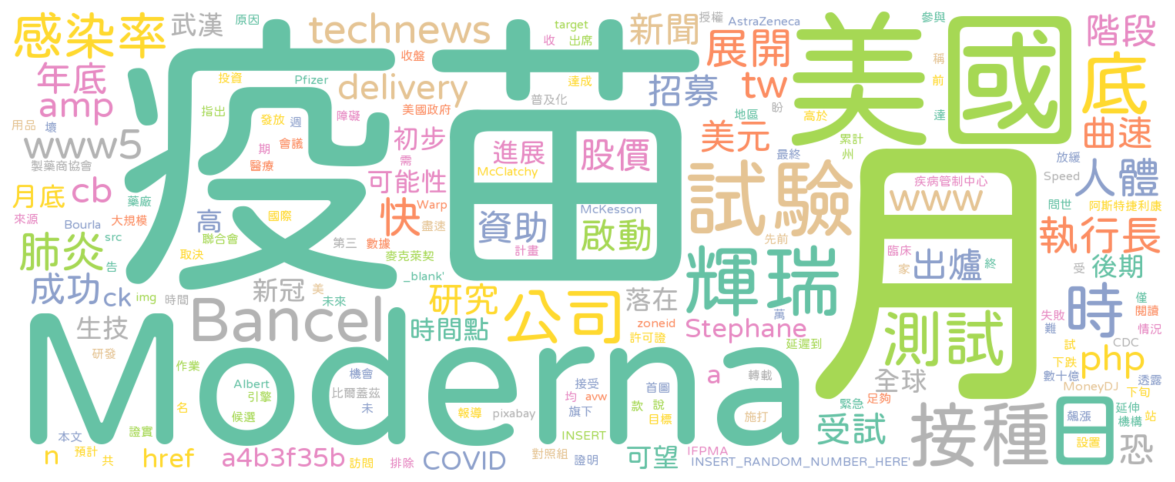 感染率
武漢
原因
technews
新聞
授權
AstraZeneca
參與
階段
年底
疫苗
收盤
target
收
出席
美國
展開
稱
底
amp
投資
Pfizer
delivery
達成
招募
tw
前
用品
壞
www5
指出
發放
週
障礙
美國政府
普及化
地區
盼
高於
達
曲速
製藥商協會
期
會議
初步
進展
股價
美元
累計
州
月底
cb
藥廠
醫療
需
可能性
McClatchy
試驗
最終
月
放緩
Speed
人體
來源
Bourla
大規模
高
國際
快
Warp
資助
McKesson
啟動
www
疾病管制中心
問世
阿斯特捷利康
肺炎
src
告
聯合會
第三
數據
盡速
計畫
先前
執行長
取決
麥克萊契
臨床
家
出爐
終
受
後期
成功
ck
img
時間
新冠
美
未來
_blank'
研究
公司
落在
輝瑞
萬
時
僅
閱讀
失敗
難
情況
生技
Bancel
時間點
zoneid
許可證
Stephane
延遲到
測試
試
CDC
下跌
php
研發
Moderna
作業
機會
接受
首圖
a
轉載
全球
數十億
透露
MoneyDJ
下旬
Albert
引擎
比爾蓋茲
未
均
avw
旗下
款
說
目標
緊急
足夠
名
候選
報導
pixabay
施打
受試
接種
日
飆漲
延伸
機構
站
設置
恐
本文
證實
預計
共
n
href
a4b3f35b
訪問
排除
COVID
對照組
INSERT
證明
可望
IFPMA
INSERT_RANDOM_NUMBER_HERE'